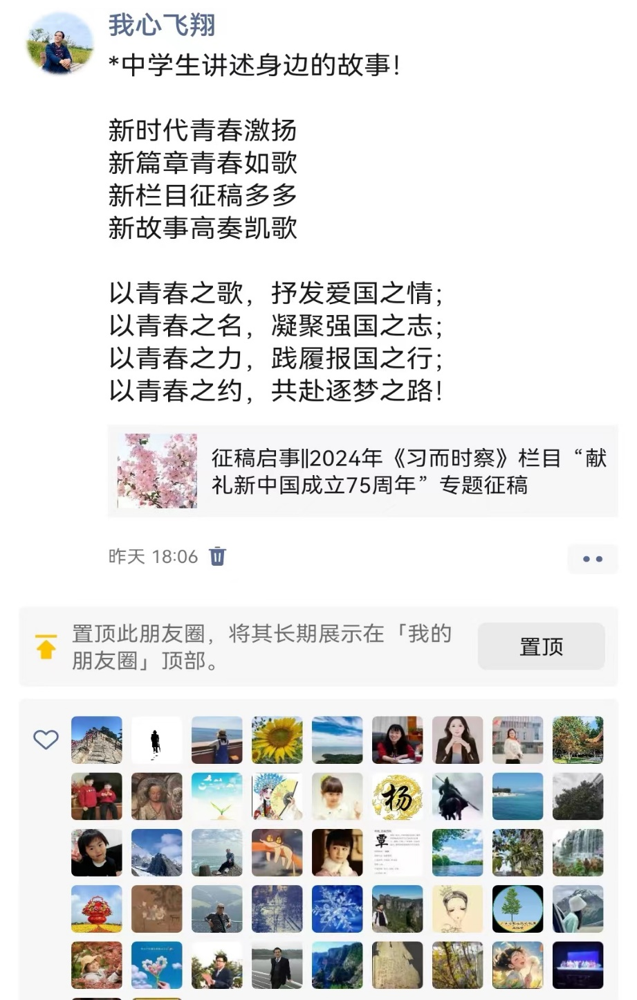 我心飞翔
*中学生讲述身边的故事!
新时代青春激扬
新篇章青春如歌
新栏目征稿多多
新故事高奏凯歌
以青春之歌，抒发爱国之情;
以青春之名，凝聚强国之志;
以青春之力，践履报国之行;
以青春之约，共赴逐梦之路!
征稿启事||2024年《习而时察》栏目“献
礼新中国成立75周年”专题征稿
昨天 18:06
置顶此朋友圈，将其长期展示在「我的
朋友圈」顶部。
置顶
杨
覃